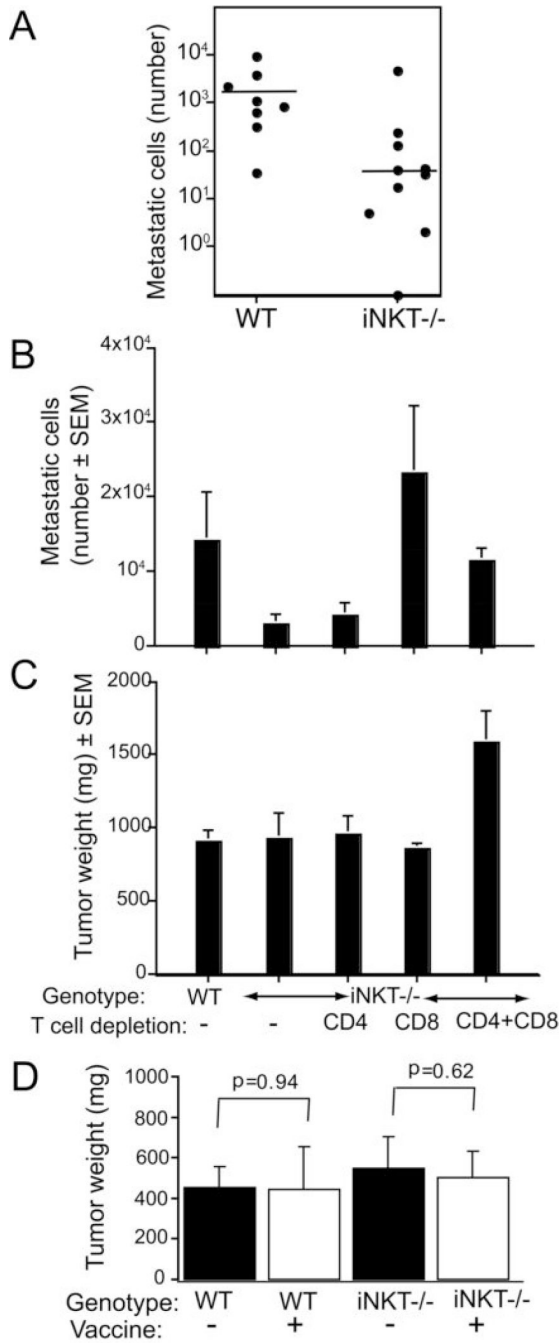 A
Metastatic cells (number)
10⁴
10³
10²
10¹
10⁰
WT
iNKT-/-
B
Metastatic cells
(number ± SEM)
4x10⁴
3x10⁴
2x10⁴
10⁴
0
C
Tumor weight (mg) ± SEM
2000
1500
1000
500
0
Genotype: WT iNKT-/-
T cell depletion: - - CD4 CD8 CD4+CD8
D
Tumor weight (mg)
1000
800
600
400
200
0
p=0.94
p=0.62
Genotype: WT WT iNKT-/- iNKT-/-
Vaccine: - + - +